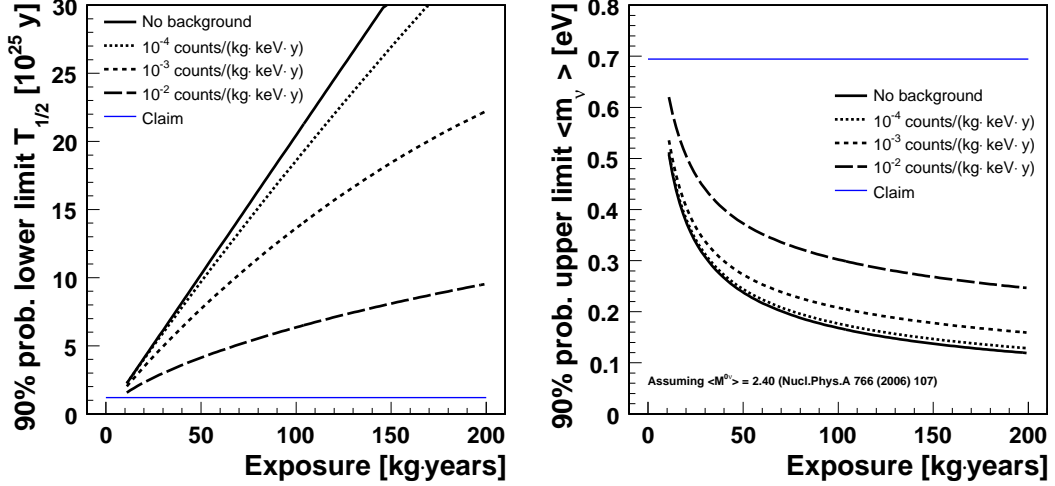 90% prob. lower limit T1/2 [10^25 y]
30
25
20
15
10
5
0
No background
10^-4 counts/(kg·keV·y)
10^-3 counts/(kg·keV·y)
10^-2 counts/(kg·keV·y)
Claim
0 50 100 150 200
Exposure [kg·years]
90% prob. upper limit <mν> [eV]
0.8
0.7
0.6
0.5
0.4
0.3
0.2
0.1
0
No background
10^-4 counts/(kg·keV·y)
10^-3 counts/(kg·keV·y)
10^-2 counts/(kg·keV·y)
Claim
Assuming <M^0ν> = 2.40 (Nucl.Phys.A 766 (2006) 107)
0 50 100 150 200
Exposure [kg·years]